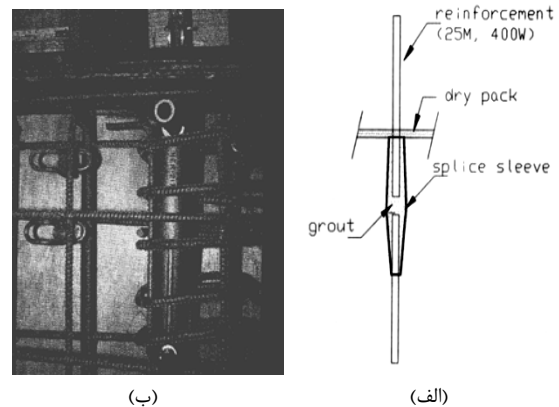 reinforcement
(25M, 400W)
dry pack
splice sleeve
grout
(الف)
(ب)